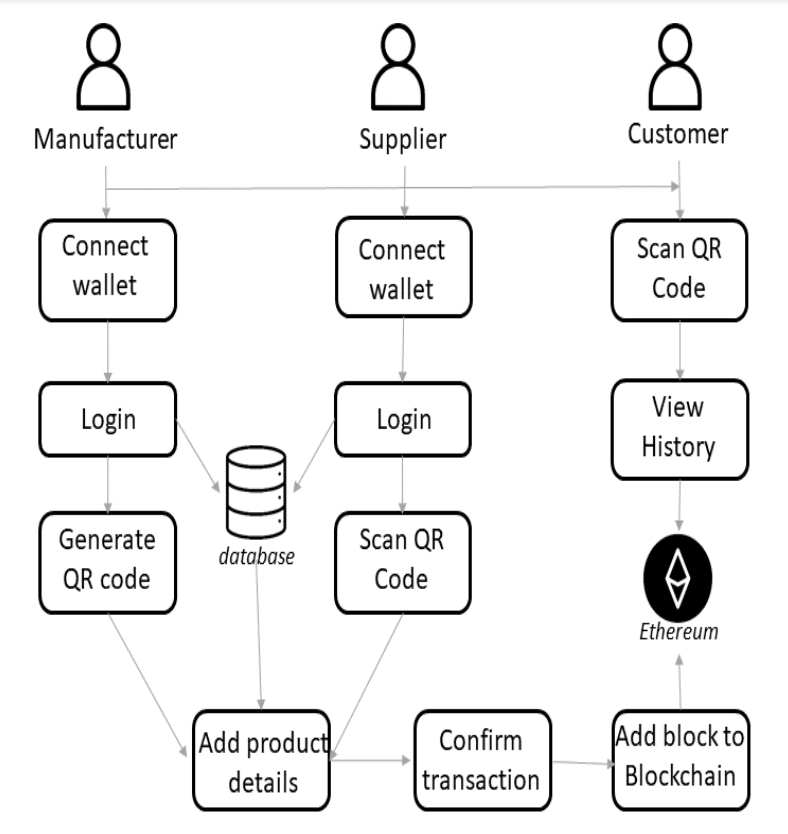 Manufacturer
Supplier
Customer
Connect
wallet
Connect
wallet
Scan QR
Code
Login
Login
View
History
Generate
QR code
database
Scan QR
Code
Ethereum
Add product
details
Confirm
transaction
Add block to
Blockchain